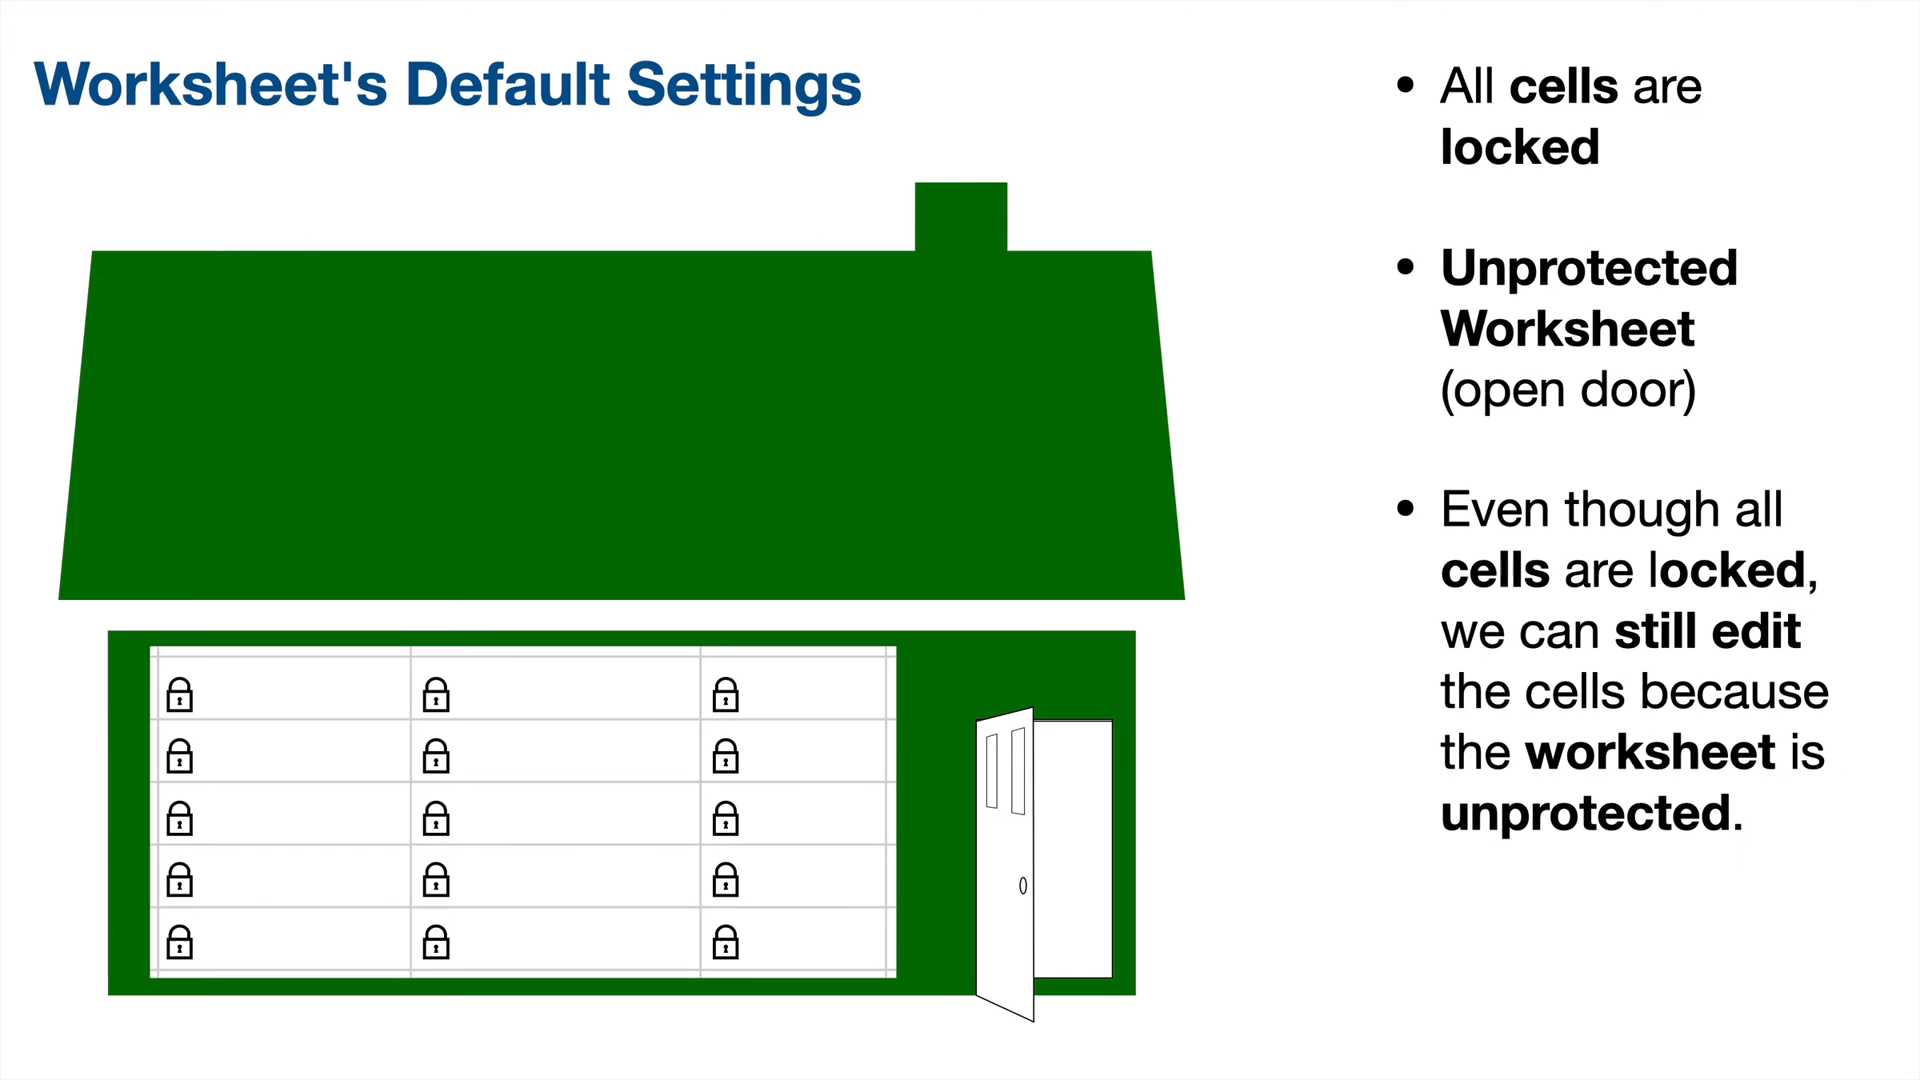 Worksheet's Default Settings
• All cells are
locked
• Unprotected
Worksheet
(open door)
• Even though all
cells are locked,
we can still edit
the cells because
the worksheet is
unprotected.